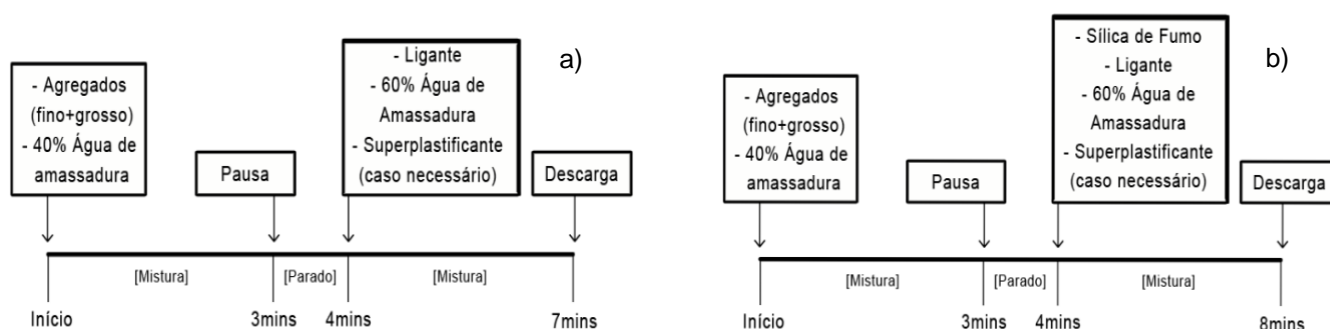 a)
- Agregados
(fino+grosso)
- 40% Água de
amassadura
Pausa
- Ligante
- 60% Água de
Amassadura
- Superplastificante
(caso necessário)
Descarga
[Mistura]
[Parado]
[Mistura]
Início
3mins
4mins
7mins
b)
- Agregados
(fino+grosso)
- 40% Água de
amassadura
Pausa
- Sílica de Fumo
- Ligante
- 60% Água de
Amassadura
- Superplastificante
(caso necessário)
Descarga
[Mistura]
[Parado]
[Mistura]
Início
3mins
4mins
8mins